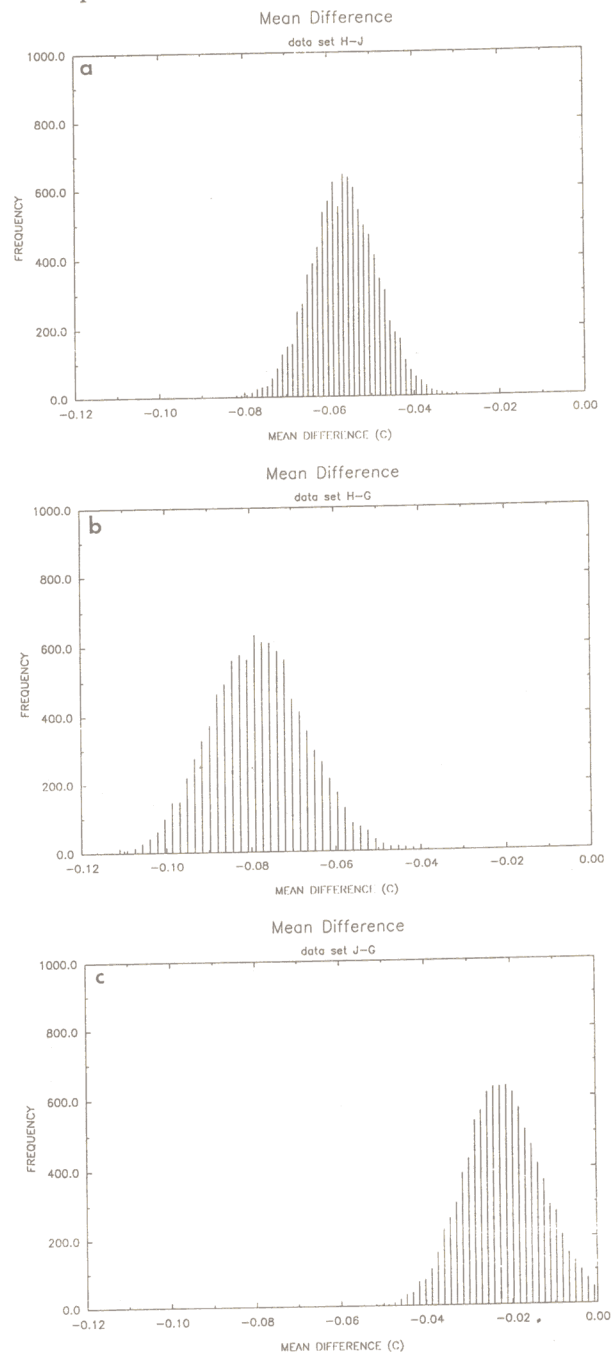 Mean Difference
data set H-J
a
1000.0
800.0
600.0
400.0
200.0
0.0
FREQUENCY
-0.12 -0.10 -0.08 -0.06 -0.04 -0.02 0.00
MEAN DIFFERENCE (C)
Mean Difference
data set H-G
b
1000.0
800.0
600.0
400.0
200.0
0.0
FREQUENCY
-0.12 -0.10 -0.08 -0.06 -0.04 -0.02 0.00
MEAN DIFFERENCE (C)
Mean Difference
data set J-G
c
1000.0
800.0
600.0
400.0
200.0
0.0
FREQUENCY
-0.12 -0.10 -0.08 -0.06 -0.04 -0.02 0.00
MEAN DIFFERENCE (C)